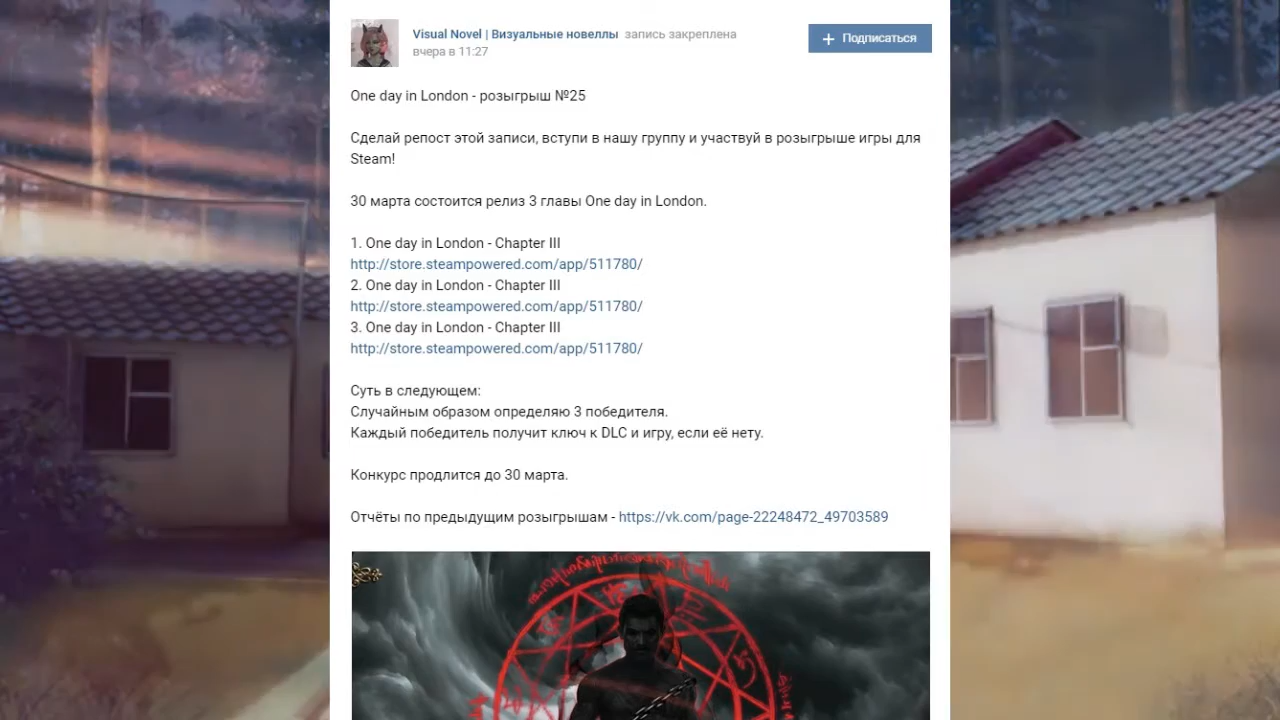 Visual Novel | Визуальные новеллы запись закреплена
вчера в 11:27
+ Подписаться
One day in London - розыгрыш №25
Сделай репост этой записи, вступи в нашу группу и участвуй в розыгрыше игры для
Steam!
30 марта состоится релиз 3 главы One day in London.
1. One day in London - Chapter III
http://store.steampowered.com/app/511780/
2. One day in London - Chapter III
http://store.steampowered.com/app/511780/
3. One day in London - Chapter III
http://store.steampowered.com/app/511780/
Суть в следующем:
Случайным образом определяю 3 победителя.
Каждый победитель получит ключ к DLC и игру, если её нету.
Конкурс продлится до 30 марта.
Отчёты по предыдущим розыгрышам - https://vk.com/page-22248472_49703589